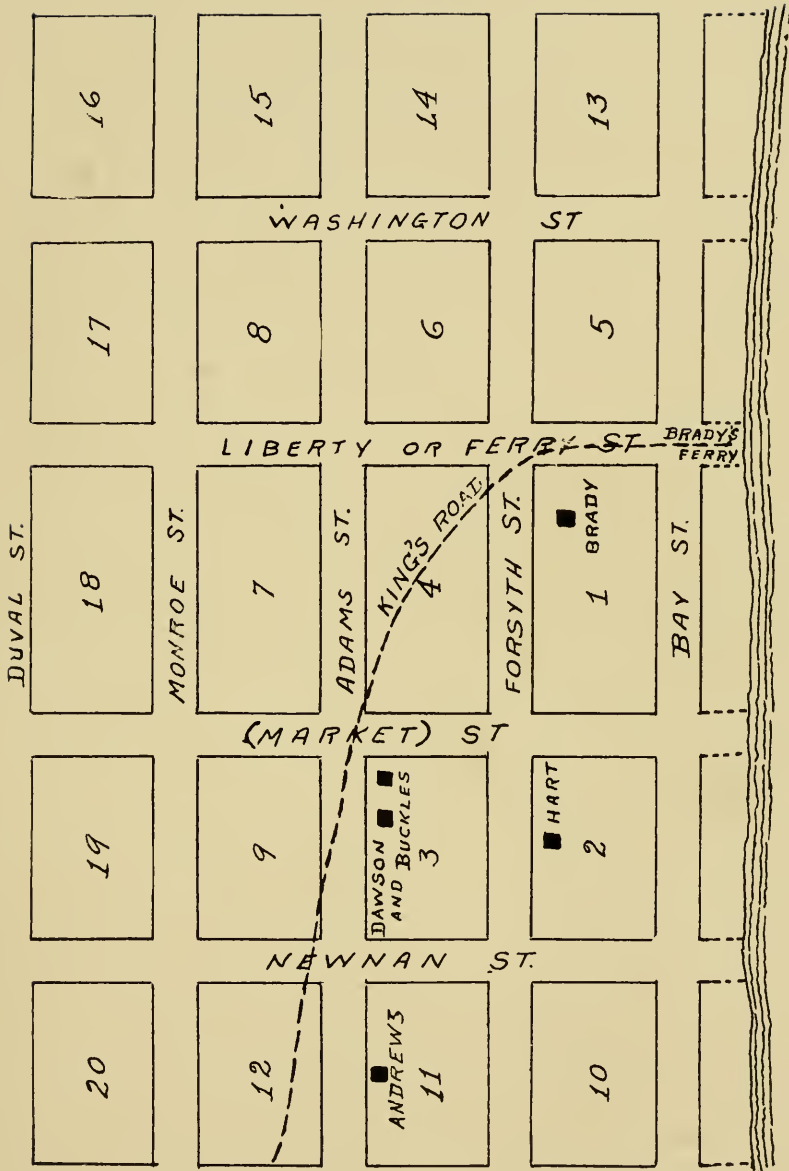 16
15
14
13
WASHINGTON ST
17
8
6
5
LIBERTY OR FERRY ST
BRADY'S
FERRY
DUVAL ST.
18
MONROE ST.
7
ADAMS ST.
KING'S ROAD
4
FORSYTH ST.
1
BRADY
BAY ST.
(MARKET) ST
19
9
DAWSON
AND BUCKLES
3
HART
2
NEWNAN ST.
20
12
ANDREWS
11
10